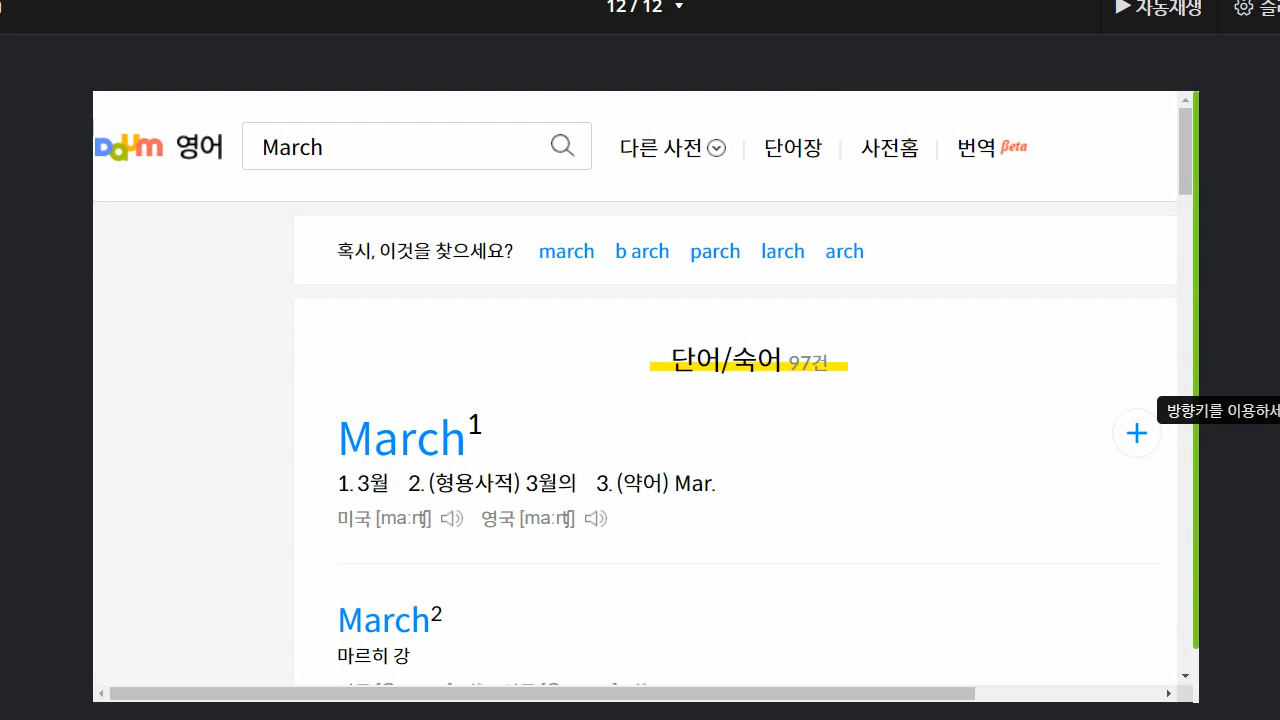 12 / 12
자동재생
Daum 영어
March
다른 사전
단어장
사전홈
번역 βeta
혹시, 이것을 찾으세요? march b arch parch larch arch
단어/숙어 97건
March1
방향키를 이용하세
1. 3월 2. (형용사적) 3월의 3. (약어) Mar.
미국 [maːrʧ] 영국 [maːrʧ]
March2
마르히 강